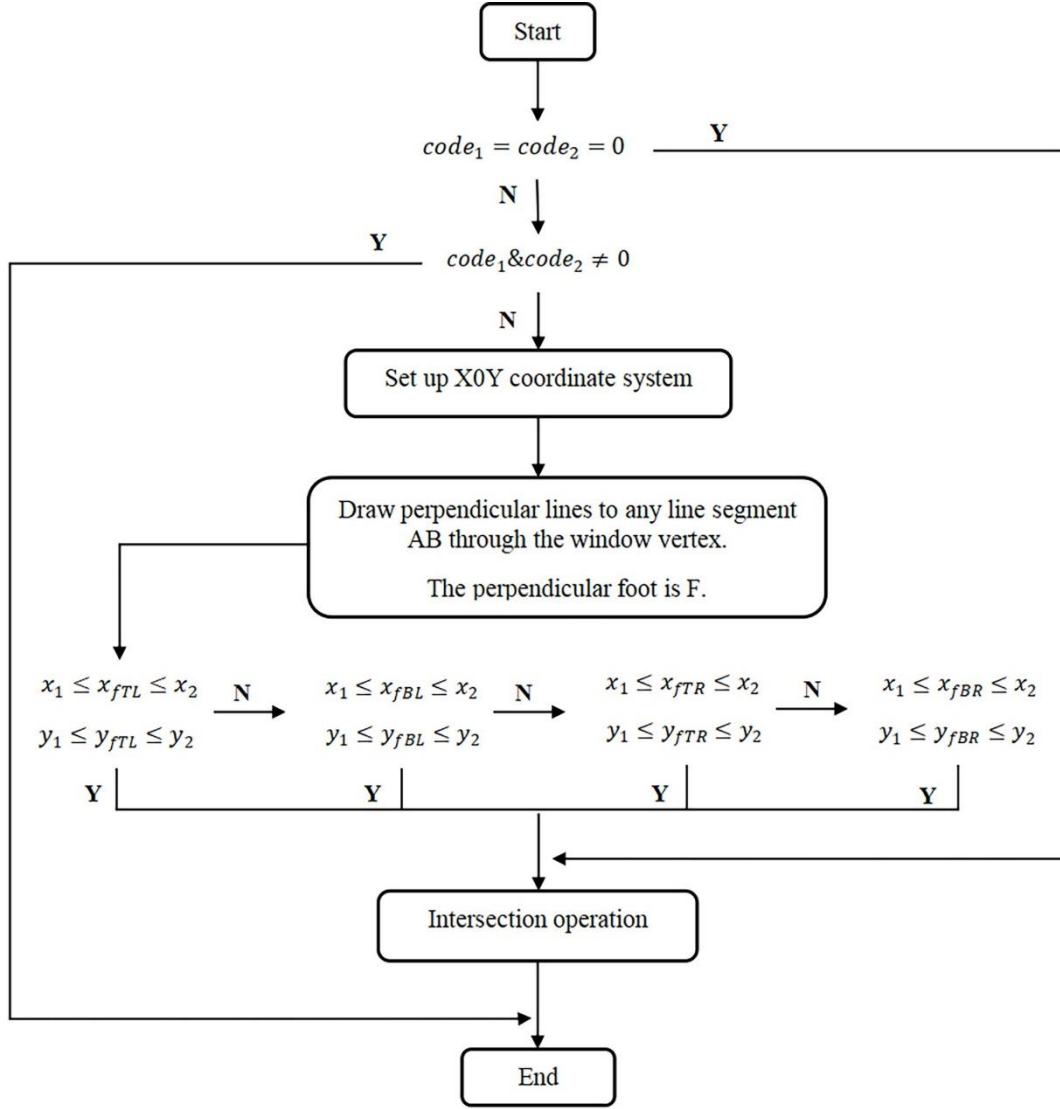 Start
code₁ = code₂ = 0
Y
N
Y
code₁&code₂ ≠ 0
N
Set up X0Y coordinate system
Draw perpendicular lines to any line segment
AB through the window vertex.
The perpendicular foot is F.
x₁ ≤ x_fTL ≤ x₂
y₁ ≤ y_fTL ≤ y₂
N
x₁ ≤ x_fBL ≤ x₂
y₁ ≤ y_fBL ≤ y₂
N
x₁ ≤ x_fTR ≤ x₂
y₁ ≤ y_fTR ≤ y₂
N
x₁ ≤ x_fBR ≤ x₂
y₁ ≤ y_fBR ≤ y₂
Y
Y
Y
Y
Intersection operation
End